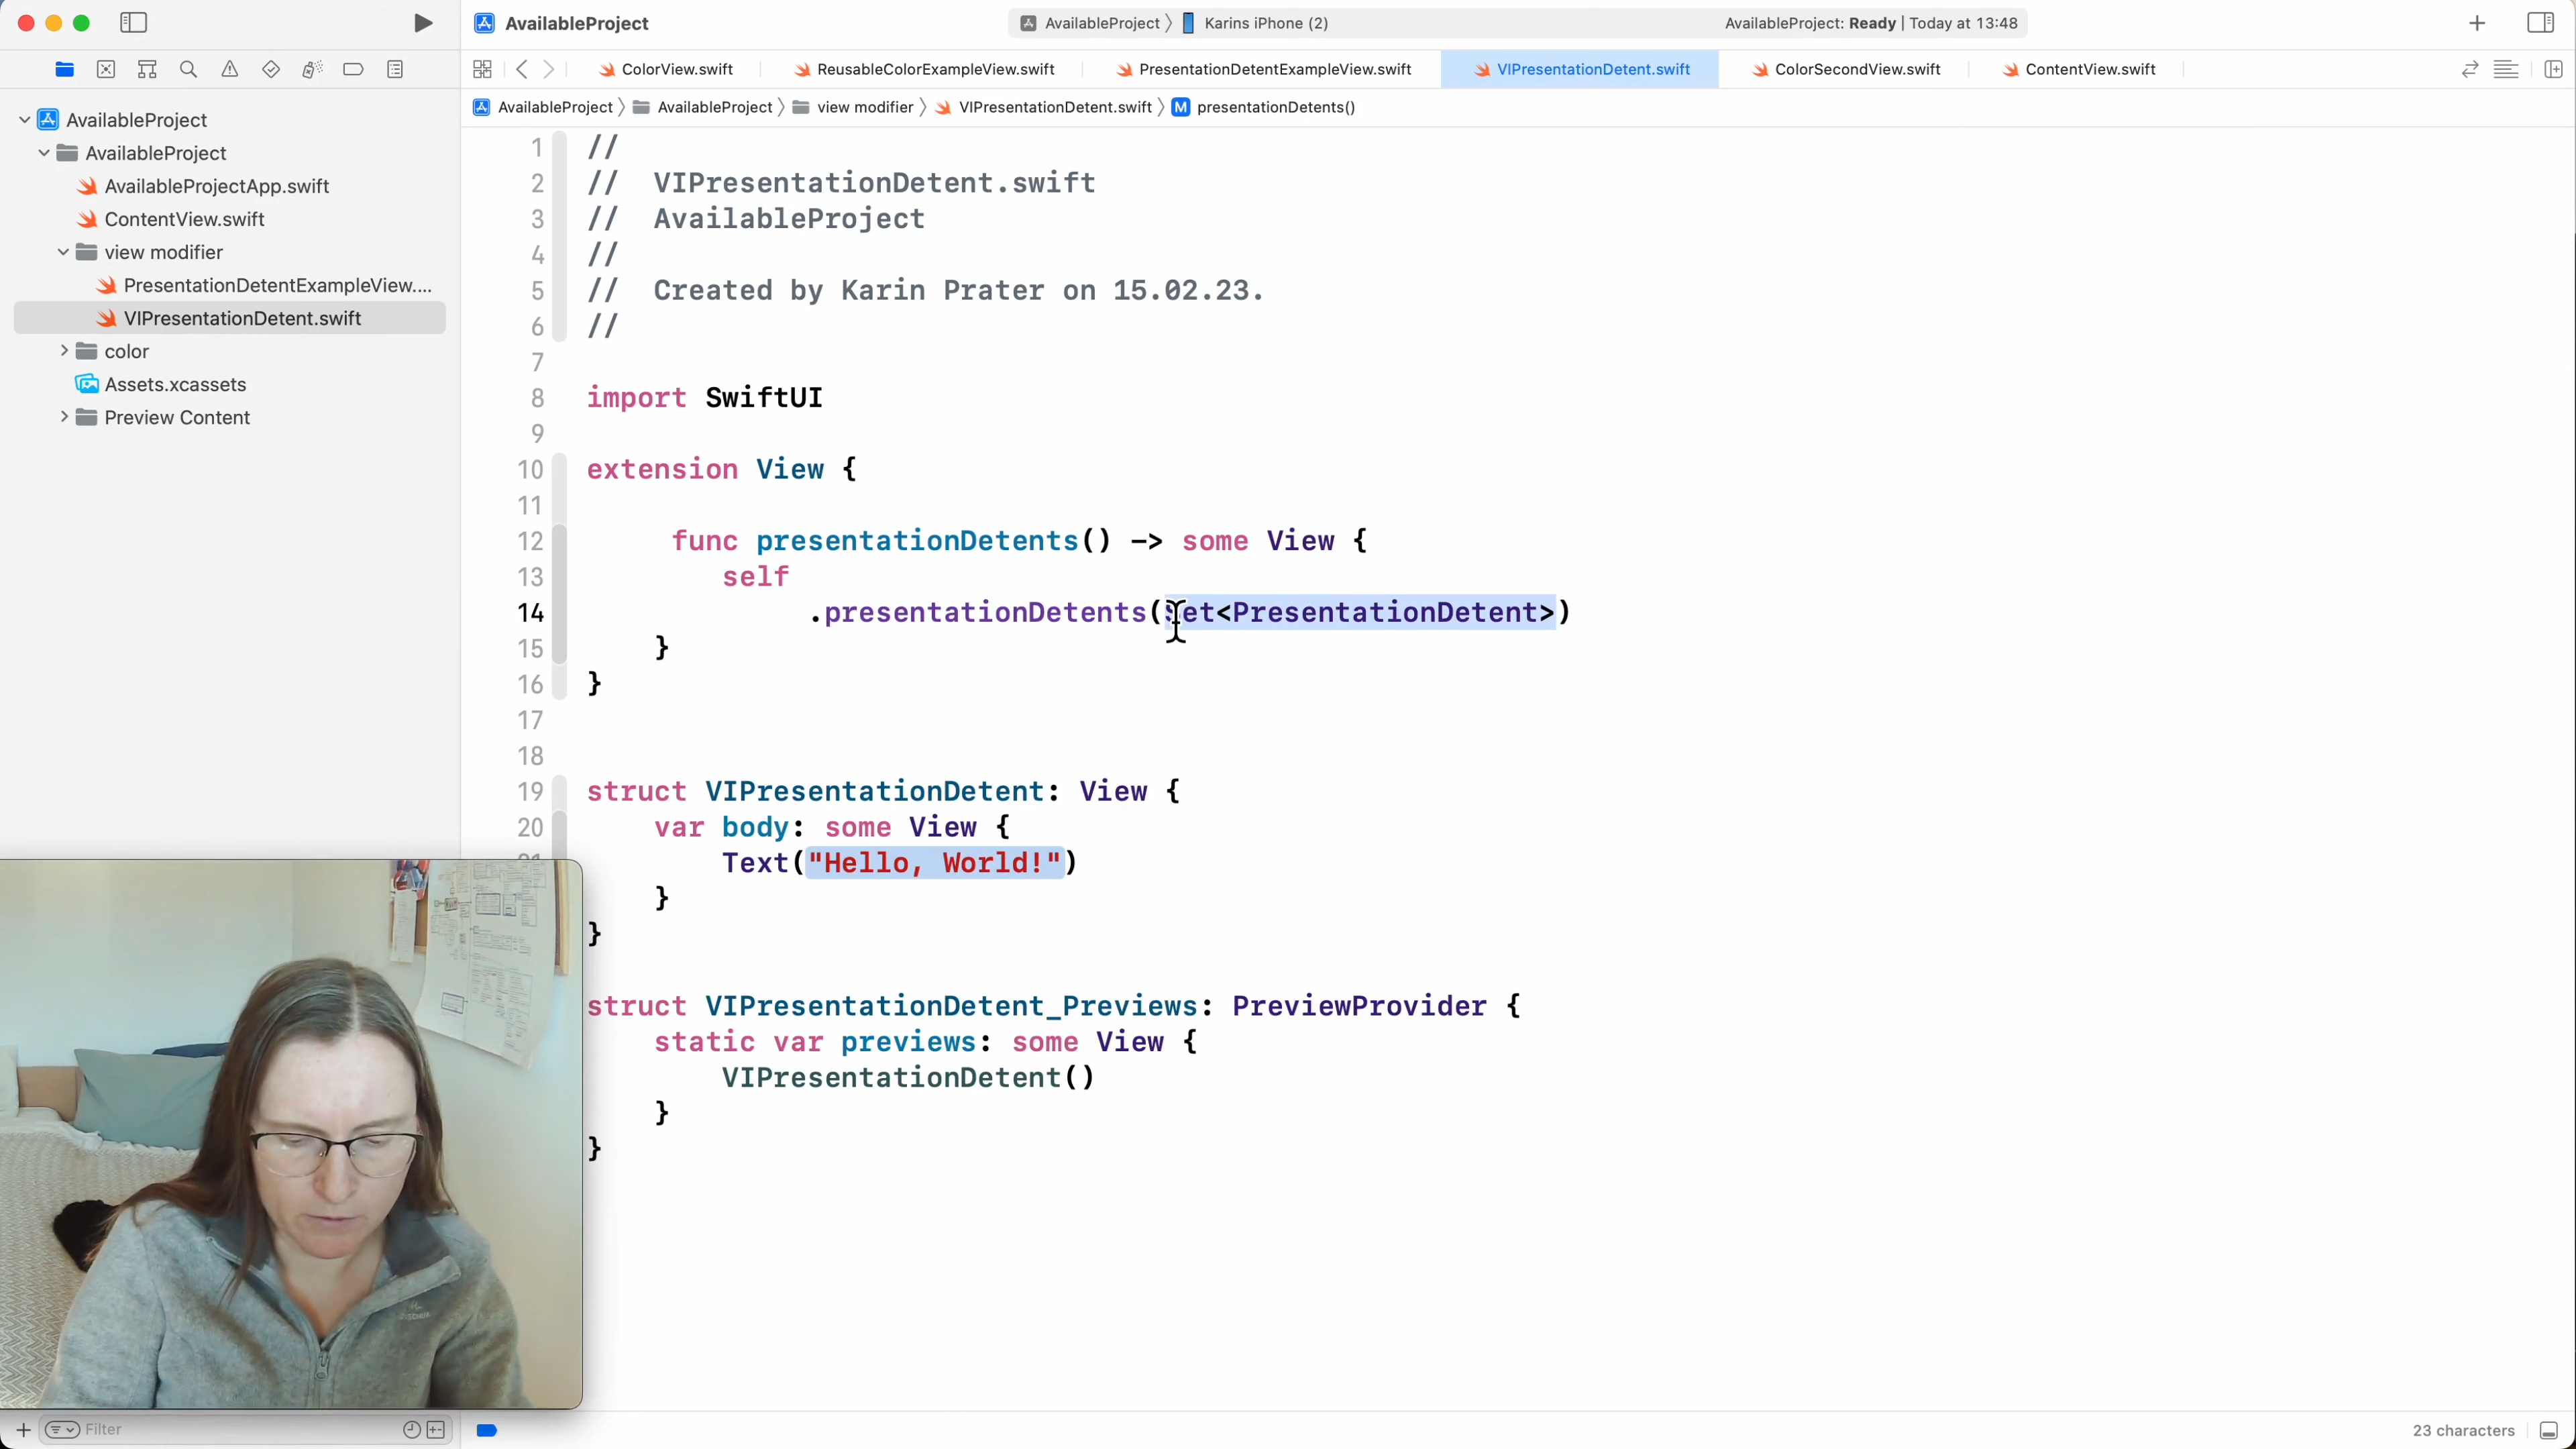 AvailableProject
AvailableProject 〉 Karins iPhone (2)
AvailableProject: Ready | Today at 13:48
ColorView.swift
ReusableColorExampleView.swift
PresentationDetentExampleView.swift
VIPresentationDetent.swift
ColorSecondView.swift
ContentView.swift
AvailableProject 〉 AvailableProject 〉 view modifier 〉 VIPresentationDetent.swift 〉 M presentationDetents()
AvailableProject
AvailableProject
AvailableProjectApp.swift
ContentView.swift
view modifier
PresentationDetentExampleView....
VIPresentationDetent.swift
color
Assets.xcassets
Preview Content
1 //
2 //  VIPresentationDetent.swift
3 //  AvailableProject
4 //
5 //  Created by Karin Prater on 15.02.23.
6 //
7
8 import SwiftUI
9
10 extension View {
11
12 func presentationDetents() -> some View {
13 self
14 .presentationDetents(Set<PresentationDetent>)
15 }
16 }
17
18
19 struct VIPresentationDetent: View {
20 var body: some View {
Text("Hello, World!")
}
}
struct VIPresentationDetent_Previews: PreviewProvider {
static var previews: some View {
VIPresentationDetent()
}
}
Filter
23 characters